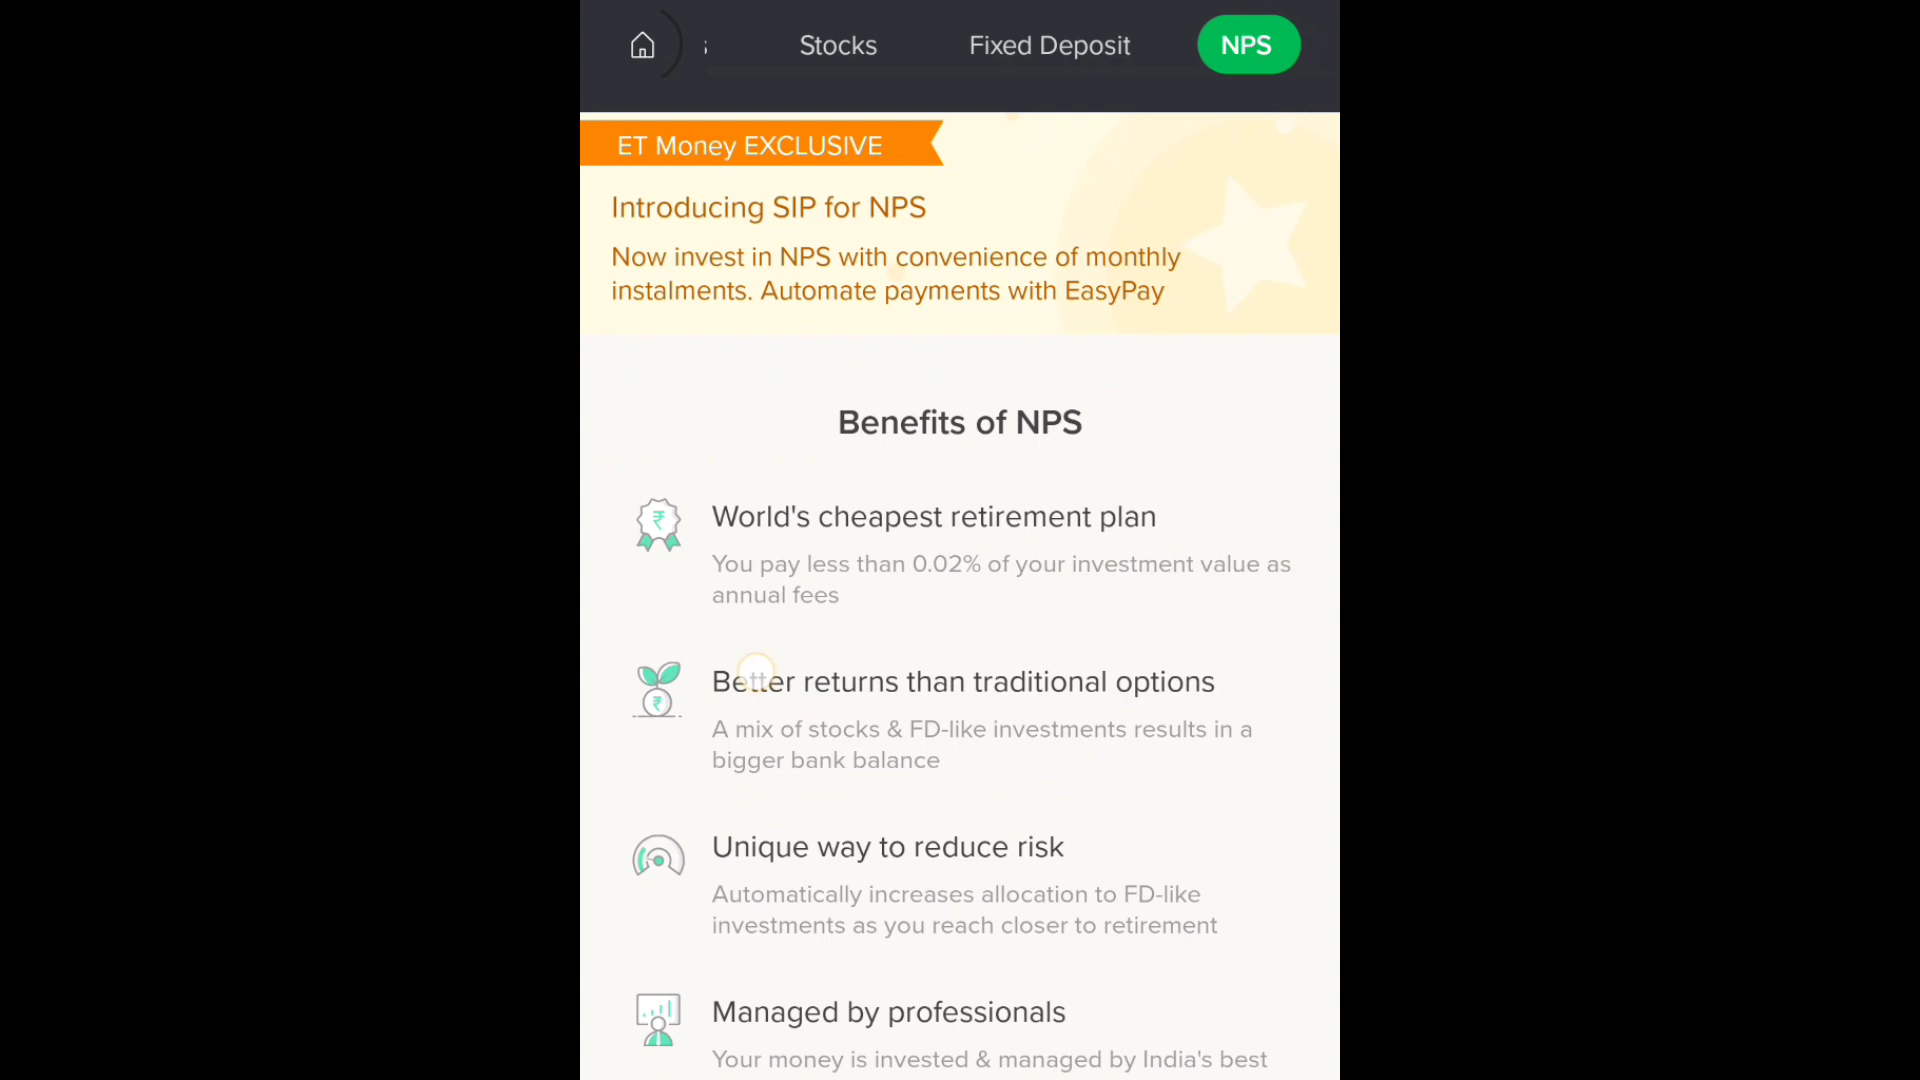 Stocks Fixed Deposit NPS
ET Money EXCLUSIVE
Introducing SIP for NPS
Now invest in NPS with convenience of monthly
instalments. Automate payments with EasyPay
Benefits of NPS
World's cheapest retirement plan
You pay less than 0.02% of your investment value as
annual fees
Better returns than traditional options
A mix of stocks & FD-like investments results in a
bigger bank balance
Unique way to reduce risk
Automatically increases allocation to FD-like
investments as you reach closer to retirement
Managed by professionals
Your money is invested & managed by India's best